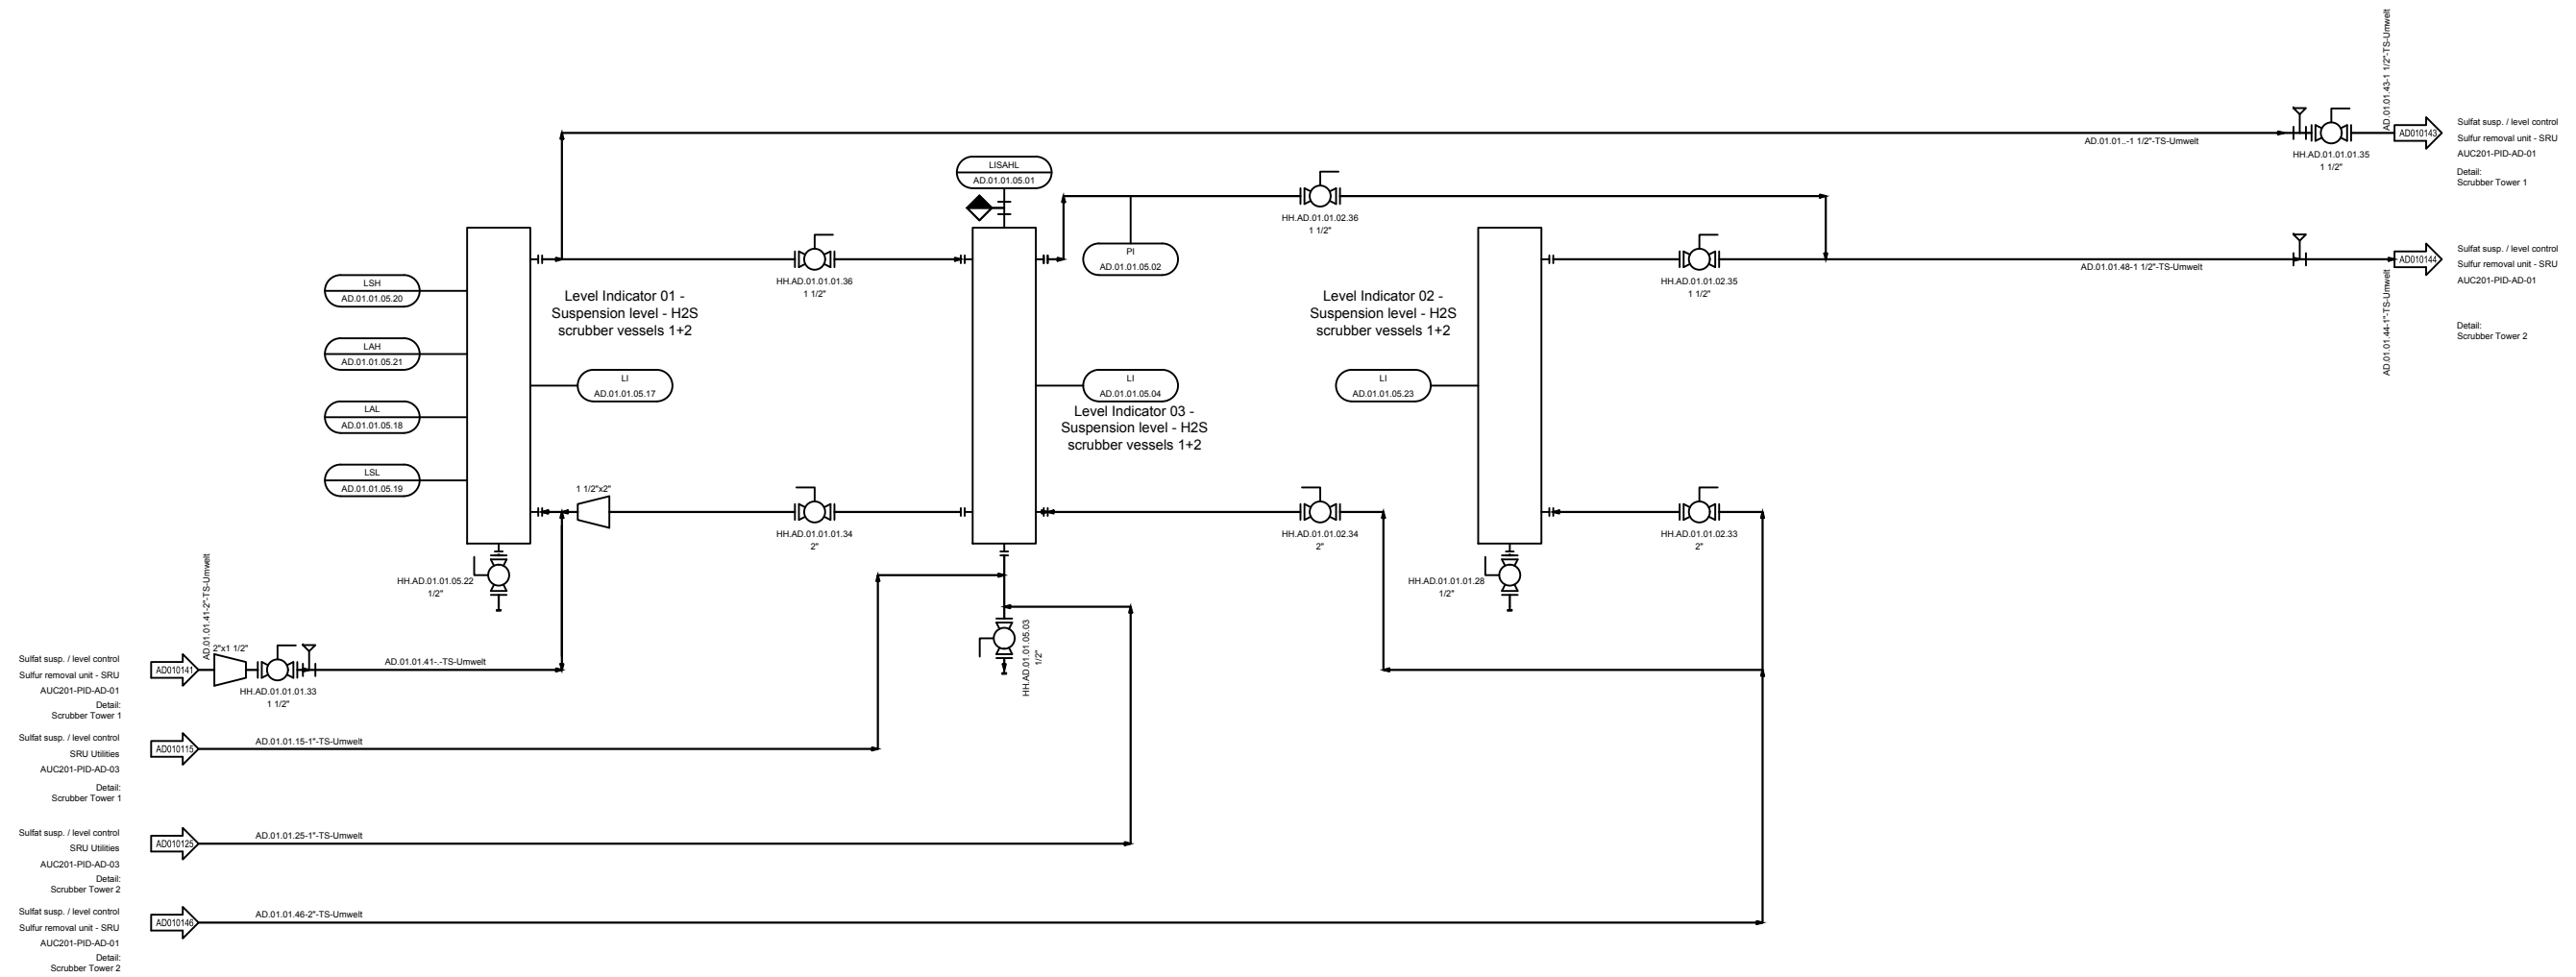 AD.01.01.43-1 1/2"-TS-Umwelt
AD010143
Sulfat susp. / level control
Sulfur removal unit - SRU
AUC201-PID-AD-01
Detail:
Scrubber Tower 1
AD.01.01..-1 1/2"-TS-Umwelt
HH.AD.01.01.01.35
1 1/2"
LISAHL
AD.01.01.05.01
HH.AD.01.01.02.36
1 1/2"
PI
AD.01.01.05.02
HH.AD.01.01.01.36
1 1/2"
HH.AD.01.01.02.35
1 1/2"
AD.01.01.48-1 1/2"-TS-Umwelt
AD010144
Sulfat susp. / level control
Sulfur removal unit - SRU
AUC201-PID-AD-01
Detail:
Scrubber Tower 2
AD.01.01.44-1"-TS-Umwelt
LSH
AD.01.01.05.20
LAH
AD.01.01.05.21
LAL
AD.01.01.05.18
LSL
AD.01.01.05.19
Level Indicator 01 -
Suspension level - H2S
scrubber vessels 1+2
LI
AD.01.01.05.17
LI
AD.01.01.05.04
Level Indicator 03 -
Suspension level - H2S
scrubber vessels 1+2
Level Indicator 02 -
Suspension level - H2S
scrubber vessels 1+2
LI
AD.01.01.05.23
1 1/2"x2"
HH.AD.01.01.01.34
2"
HH.AD.01.01.02.34
2"
HH.AD.01.01.02.33
2"
HH.AD.01.01.05.22
1/2"
HH.AD.01.01.01.28
1/2"
HH.AD.01.01.05.03
1/2"
AD.01.01.41-2"-TS-Umwelt
2"x1 1/2"
Sulfat susp. / level control
Sulfur removal unit - SRU
AUC201-PID-AD-01
Detail:
Scrubber Tower 1
AD010141
HH.AD.01.01.01.33
1 1/2"
AD.01.01.41-.-TS-Umwelt
Sulfat susp. / level control
SRU Utilities
AUC201-PID-AD-03
Detail:
Scrubber Tower 1
AD010115
AD.01.01.15-1"-TS-Umwelt
Sulfat susp. / level control
SRU Utilities
AUC201-PID-AD-03
Detail:
Scrubber Tower 2
AD010125
AD.01.01.25-1"-TS-Umwelt
Sulfat susp. / level control
Sulfur removal unit - SRU
AUC201-PID-AD-01
Detail:
Scrubber Tower 2
AD010146
AD.01.01.46-2"-TS-Umwelt